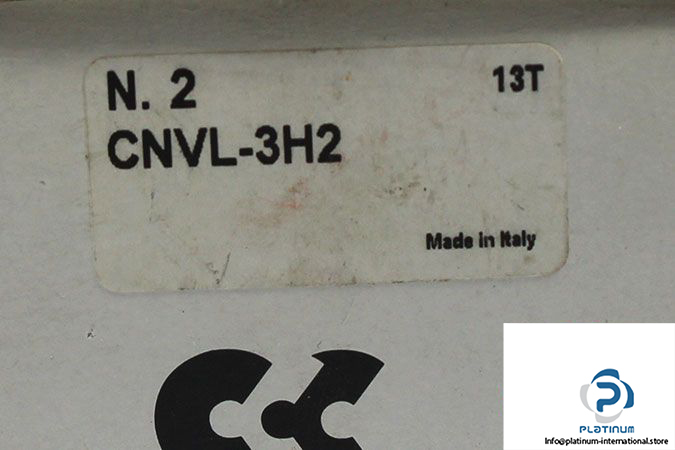 N. 2 13T
CNVL-3H2
Made in Italy
PLATINUM
Info@platinum-international.store